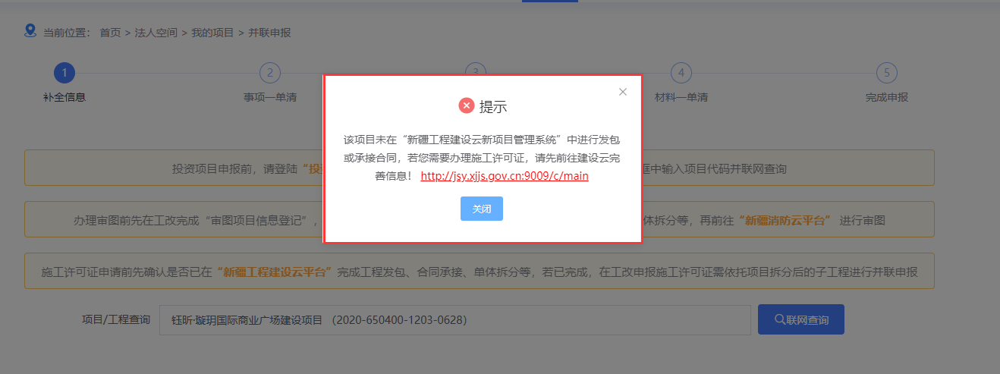 当前位置： 首页 > 法人空间 > 我的项目 > 并联申报
1 2 3 4 5
补全信息 事项一单清 材料一单清 完成申报
提示
该项目未在“新疆工程建设云新项目管理系统”中进行发包
或承接合同，若您需要办理施工许可证，请先前往建设云完
善信息！ http://jsy.xjjs.gov.cn:9009/c/main
关闭
投资项目申报前，请登陆“投 框中输入项目代码并联网查询
办理审图前先在工改完成“审图项目信息登记”， 体拆分等，再前往“新疆消防云平台” 进行审图
施工许可证申请前先确认是否已在“新疆工程建设云平台”完成工程发包、合同承接、单体拆分等，若已完成，在工改申报施工许可证需依托项目拆分后的子工程进行并联申报
项目/工程查询 钰昕·璇玥国际商业广场建设项目 （2020-650400-1203-0628） 联网查询